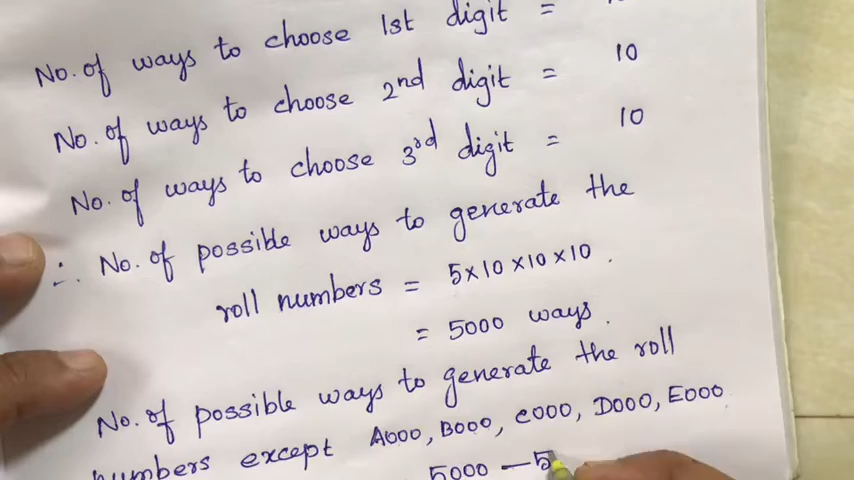 No. of ways to choose 1st digit =
No. of ways to choose 2nd digit = 10
No. of ways to choose 3rd digit = 10
∴ No. of possible ways to generate the
roll numbers = 5×10×10×10.
= 5000 ways.
No. of possible ways to generate the roll
numbers except A000, B000, C000, D000, E000
5000 — 5